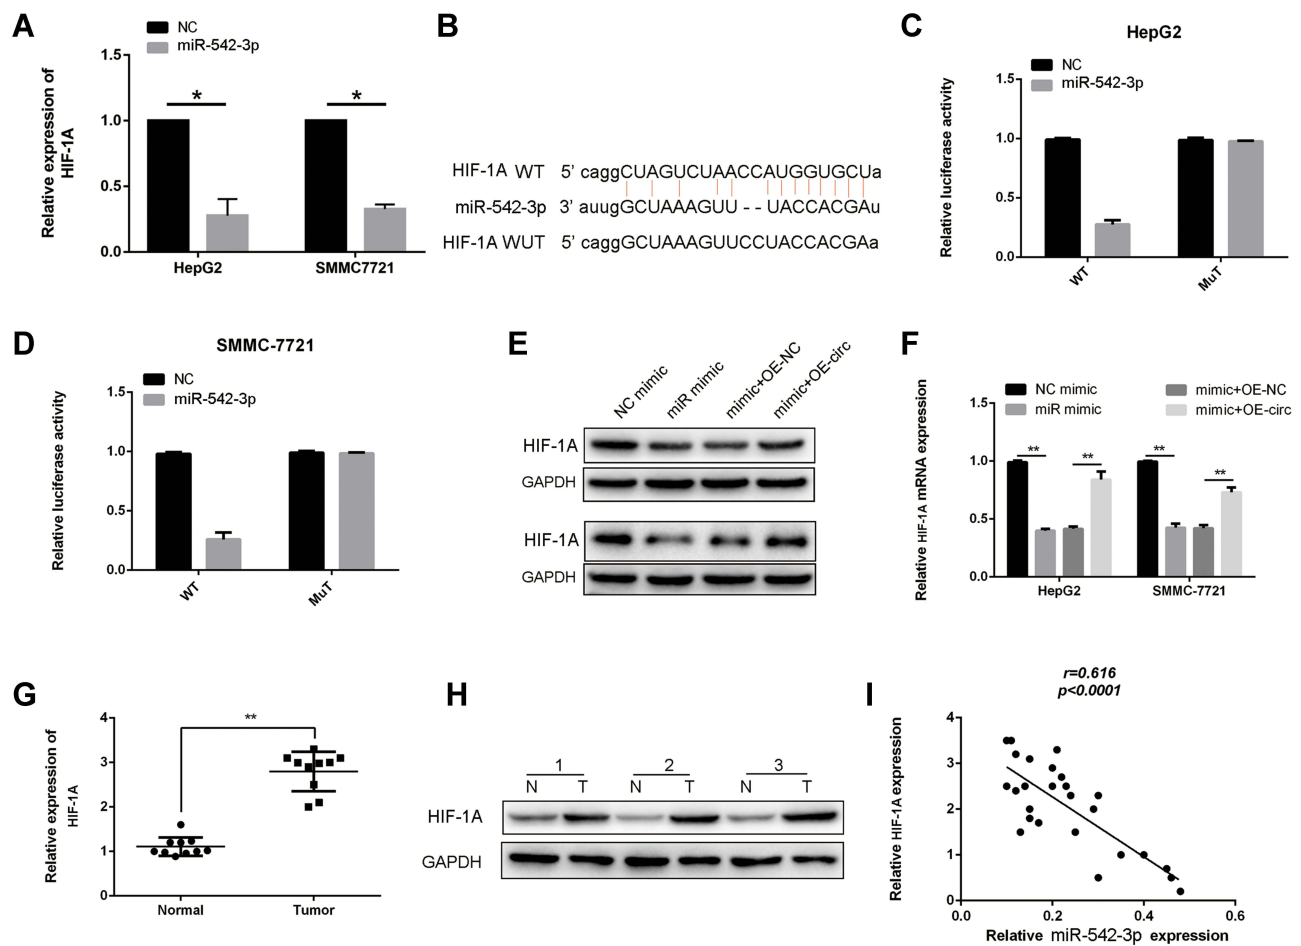 A
NC
miR-542-3p
Relative expression of
HIF-1A
1.5
1.0
0.5
0.0
*
*
HepG2
SMMC7721
B
HIF-1A WT 5' caggCUAGUCUAACCAUGGUGCUa
miR-542-3p 3' auugGCUAAAGUU - - UACCACGAu
HIF-1A WUT 5' caggGCUAAAGUUCCUACCACGAa
C
HepG2
NC
miR-542-3p
Relative luciferase activity
1.5
1.0
0.5
0.0
WT
MuT
D
SMMC-7721
NC
miR-542-3p
Relative luciferase activity
1.5
1.0
0.5
0.0
WT
MuT
E
NC mimic
miR mimic
mimic+OE-NC
mimic+OE-circ
HIF-1A
GAPDH
HIF-1A
GAPDH
F
NC mimic
miR mimic
mimic+OE-NC
mimic+OE-circ
Relative HIF-1A mRNA expression
1.5
1.0
0.5
0.0
**
**
**
**
HepG2
SMMC-7721
G
Relative expression of
HIF-1A
4
3
2
1
0
**
Normal
Tumor
H
1 2 3
N T N T N T
HIF-1A
GAPDH
I
r=0.616
p<0.0001
Relative HIF-1A expression
4
3
2
1
0
0.0 0.2 0.4 0.6
Relative miR-542-3p expression